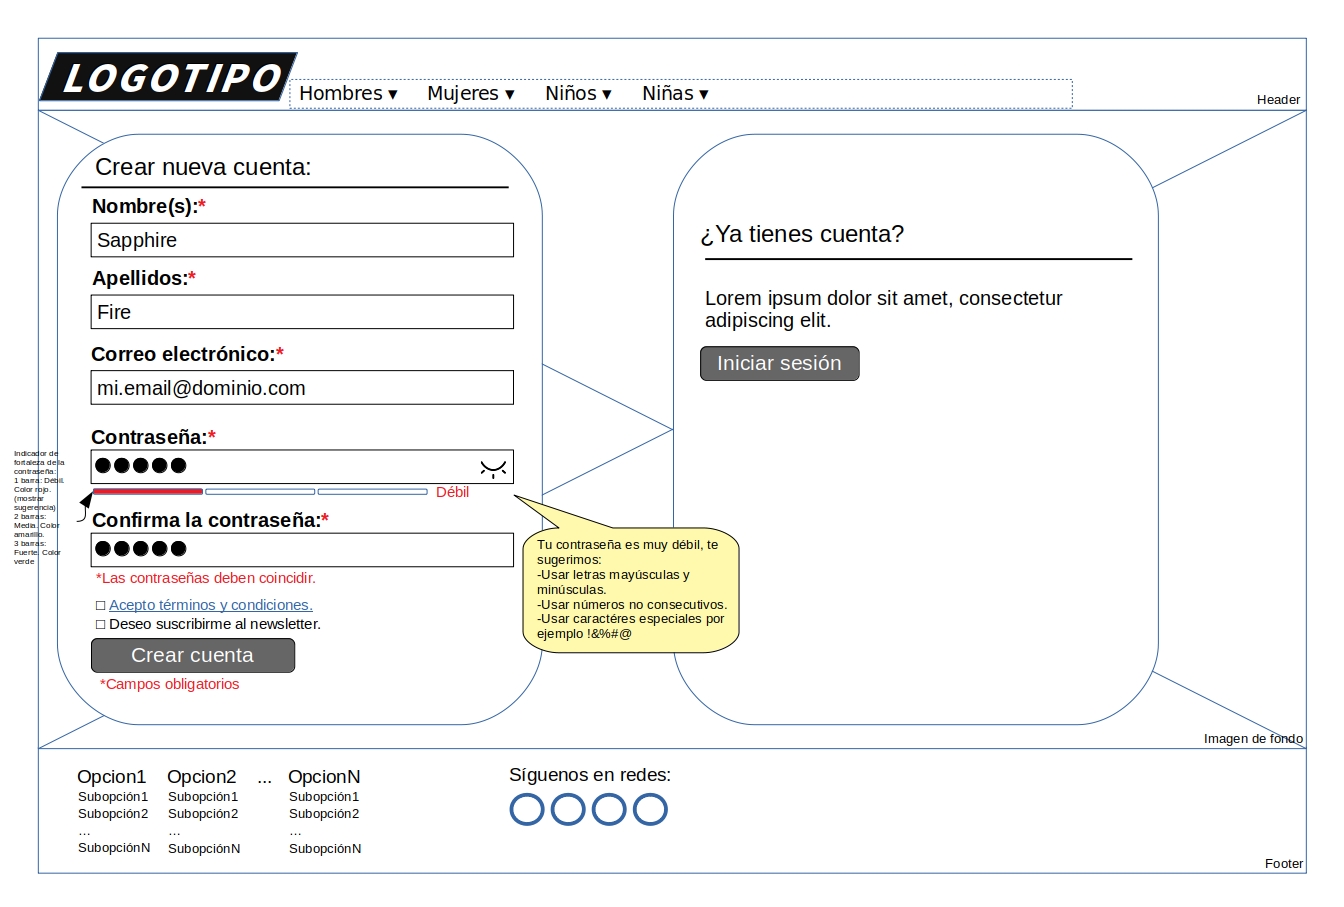 LOGOTIPO
Hombres ▾ Mujeres ▾ Niños ▾ Niñas ▾
Header
Crear nueva cuenta:
Nombre(s):*
Sapphire
Apellidos:*
Fire
Correo electrónico:*
mi.email@dominio.com
Contraseña:*
Débil
Indicador de
fortaleza de la
contraseña:
1 barra: Débil.
Color rojo.
(mostrar
sugerencia)
2 barras:
Media. Color
amarillo.
3 barras:
Fuerte. Color
verde
Confirma la contraseña:*
*Las contraseñas deben coincidir.
□ Acepto términos y condiciones.
□ Deseo suscribirme al newsletter.
Crear cuenta
*Campos obligatorios
Tu contraseña es muy débil, te
sugerimos:
-Usar letras mayúsculas y
minúsculas.
-Usar números no consecutivos.
-Usar caractéres especiales por
ejemplo !&%#@
¿Ya tienes cuenta?
Lorem ipsum dolor sit amet, consectetur
adipiscing elit.
Iniciar sesión
Imagen de fondo
Opcion1 Opcion2 ... OpcionN
Subopción1 Subopción1 Subopción1
Subopción2 Subopción2 Subopción2
... ... ...
SubopciónN SubopciónN SubopciónN
Síguenos en redes:
Footer